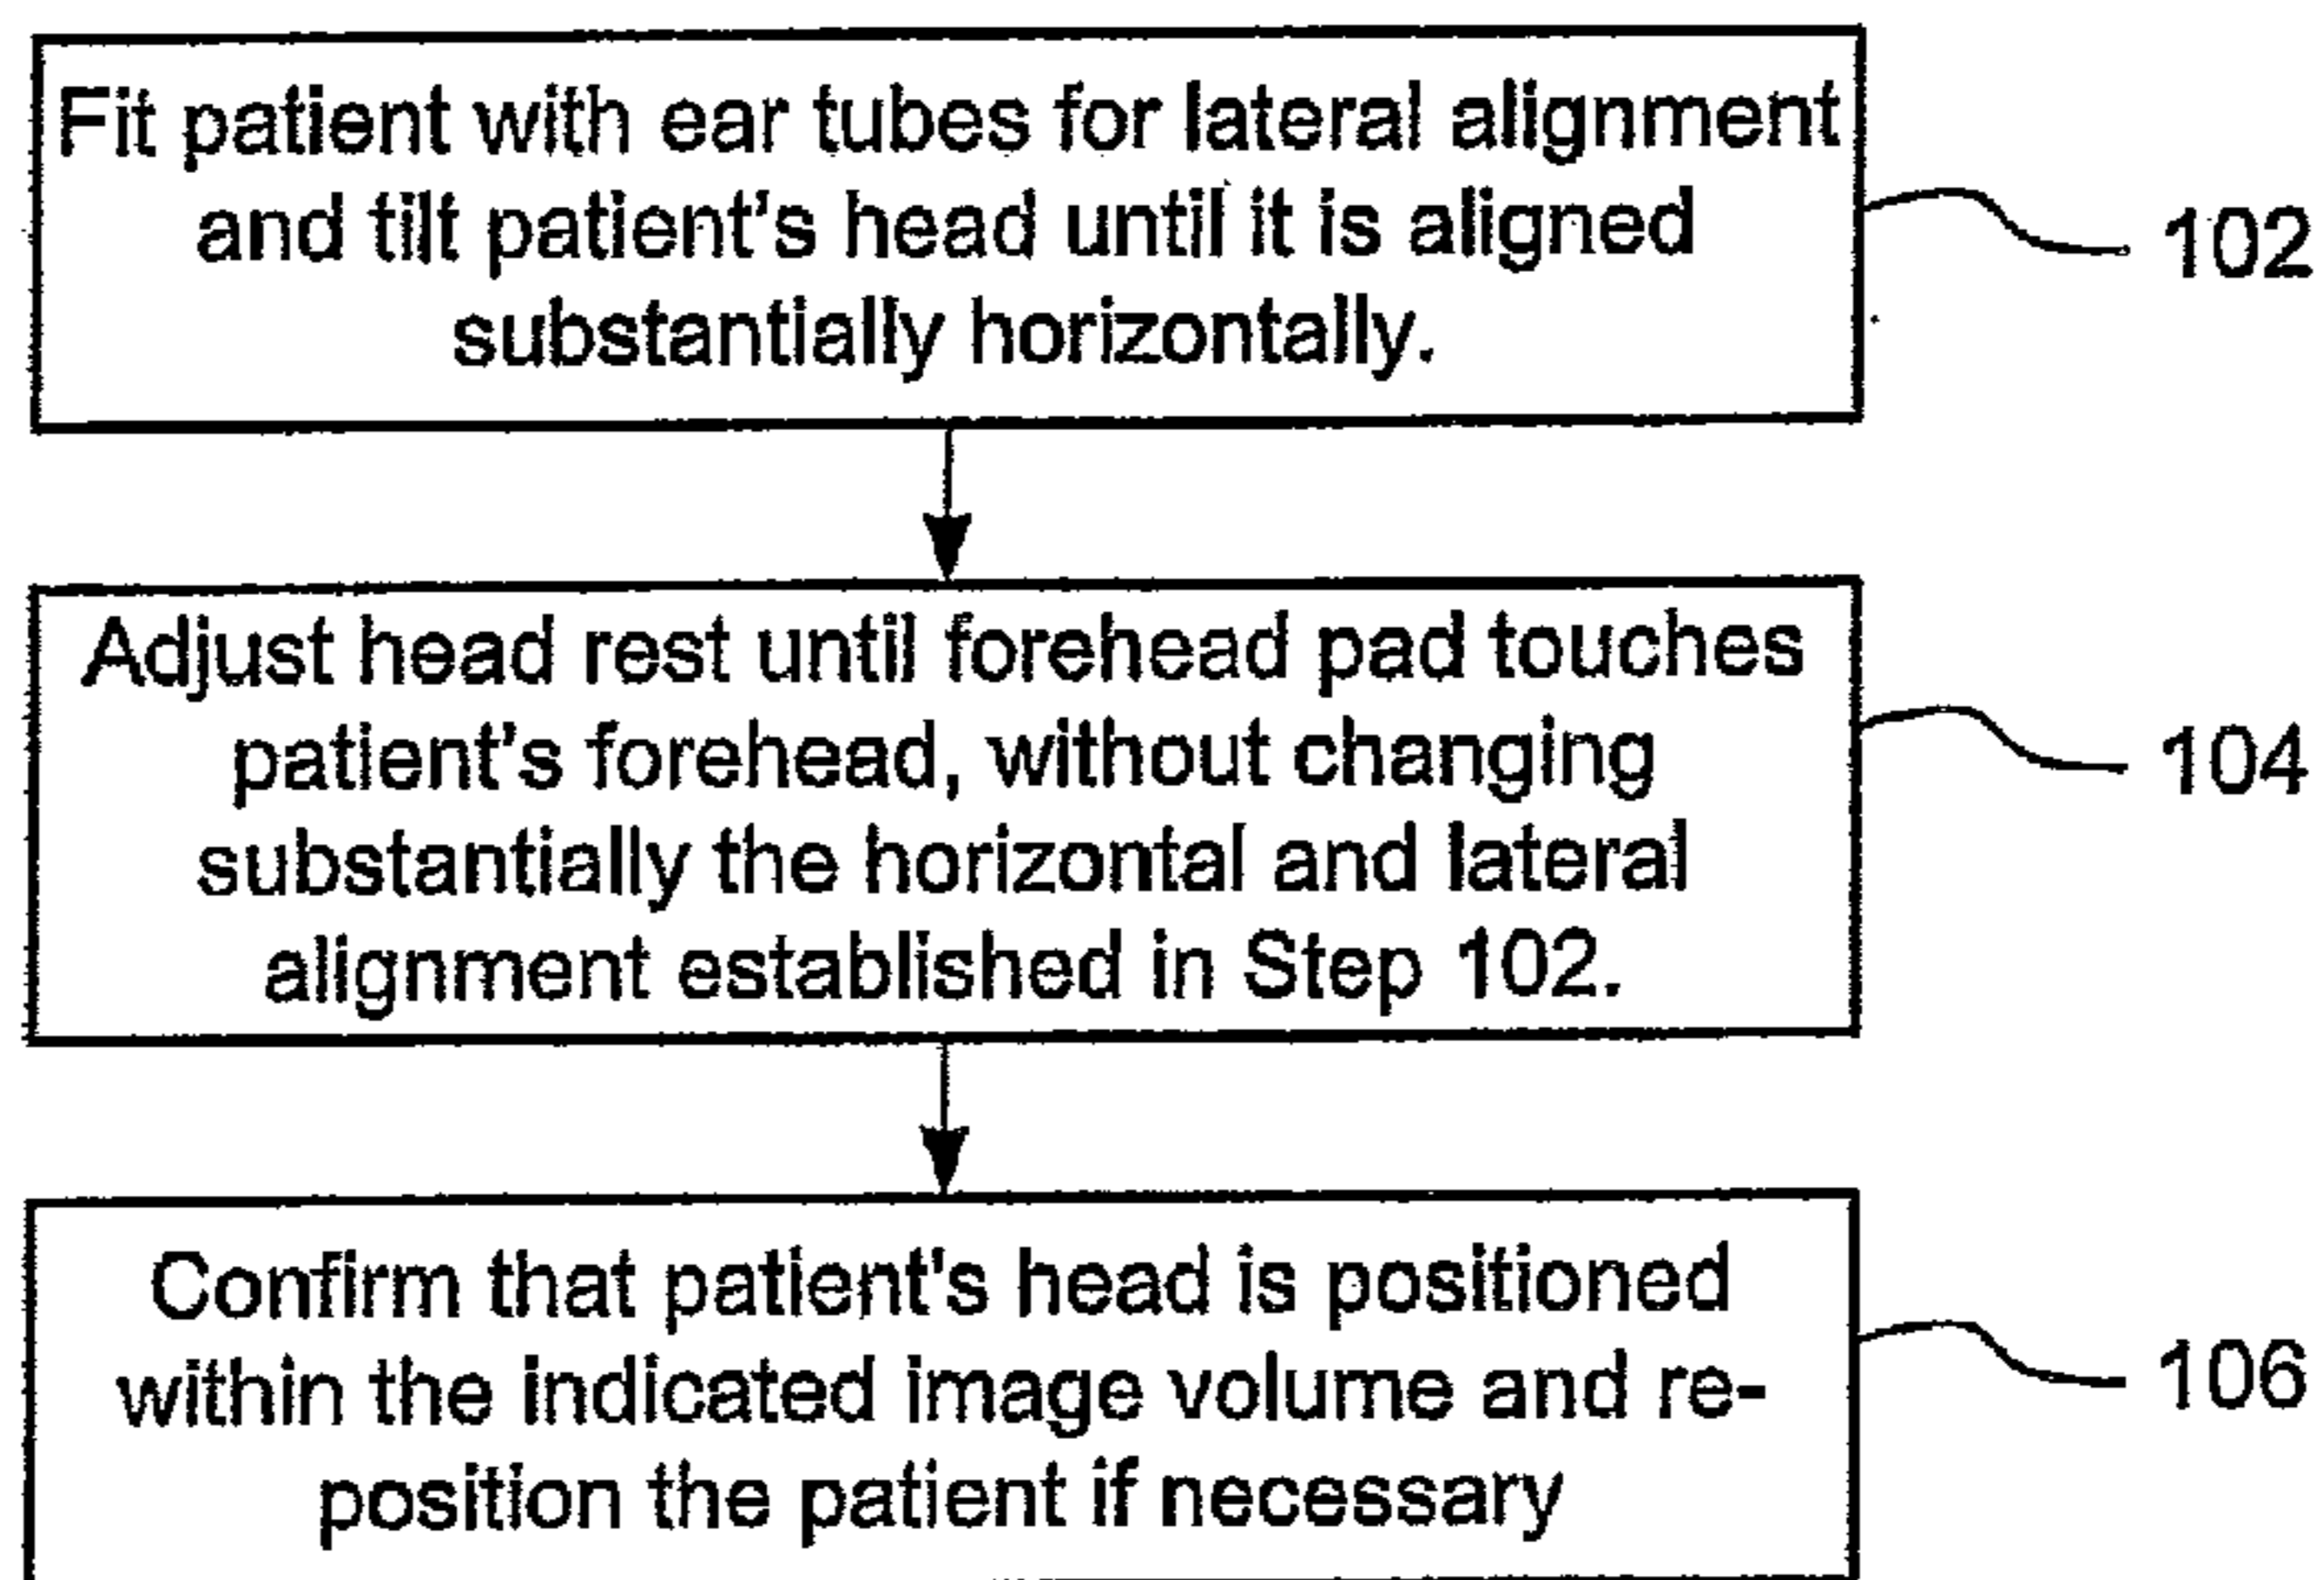 Fit patient with ear tubes for lateral alignment
and tilt patient's head until it is aligned
substantially horizontally.
102
Adjust head rest until forehead pad touches
patient's forehead, without changing
substantially the horizontal and lateral
alignment established in Step 102.
104
Confirm that patient's head is positioned
within the indicated image volume and re-
position the patient if necessary
106